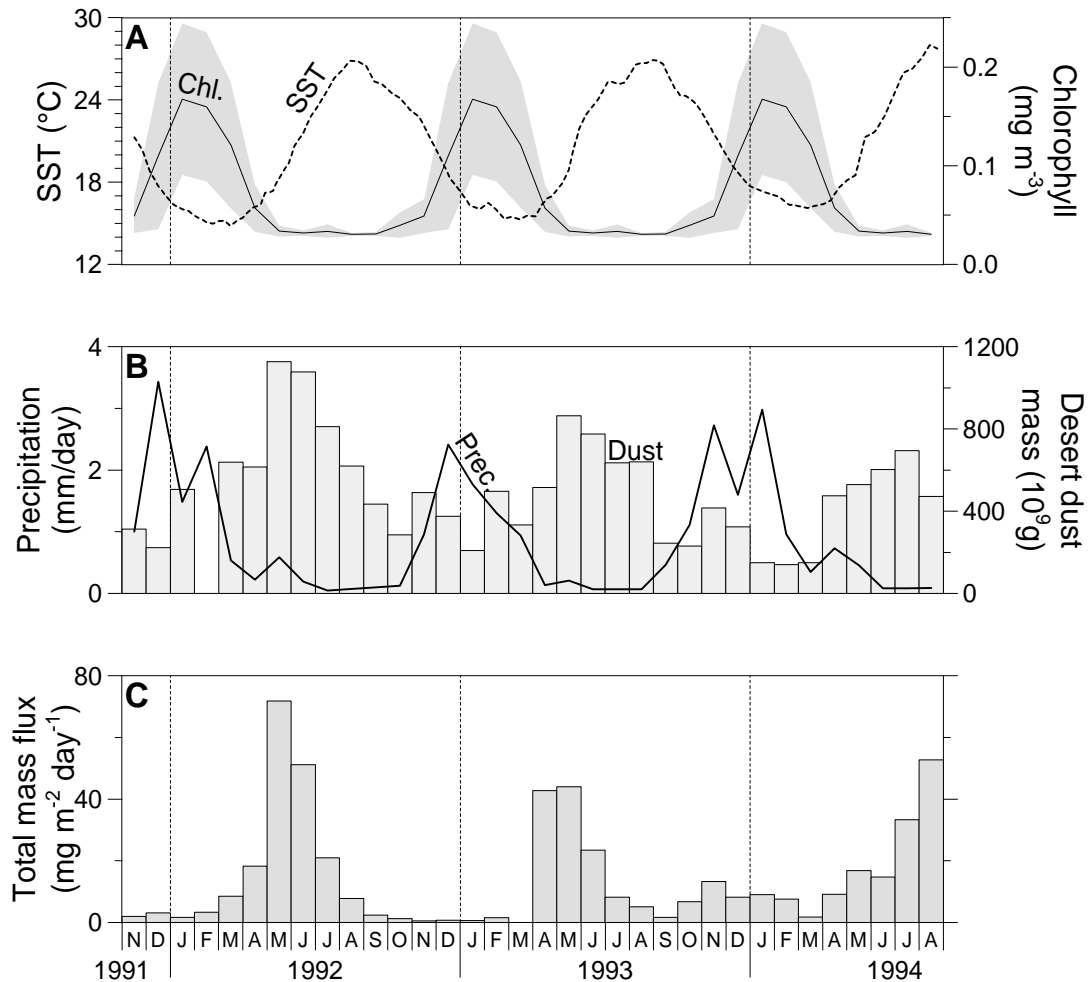 A
30
24
18
12
SST (°C)
Chl.
SST
0.2
0.1
0.0
Chlorophyll
(mg m-3)
B
4
2
0
Precipitation
(mm/day)
Prec.
Dust
1200
800
400
0
Desert dust
mass (10⁹g)
C
80
40
0
Total mass flux
(mg m-2 day-1)
N D J F M A M J J A S O N D J F M A M J J A S O N D J F M A M J J A
1991 1992 1993 1994